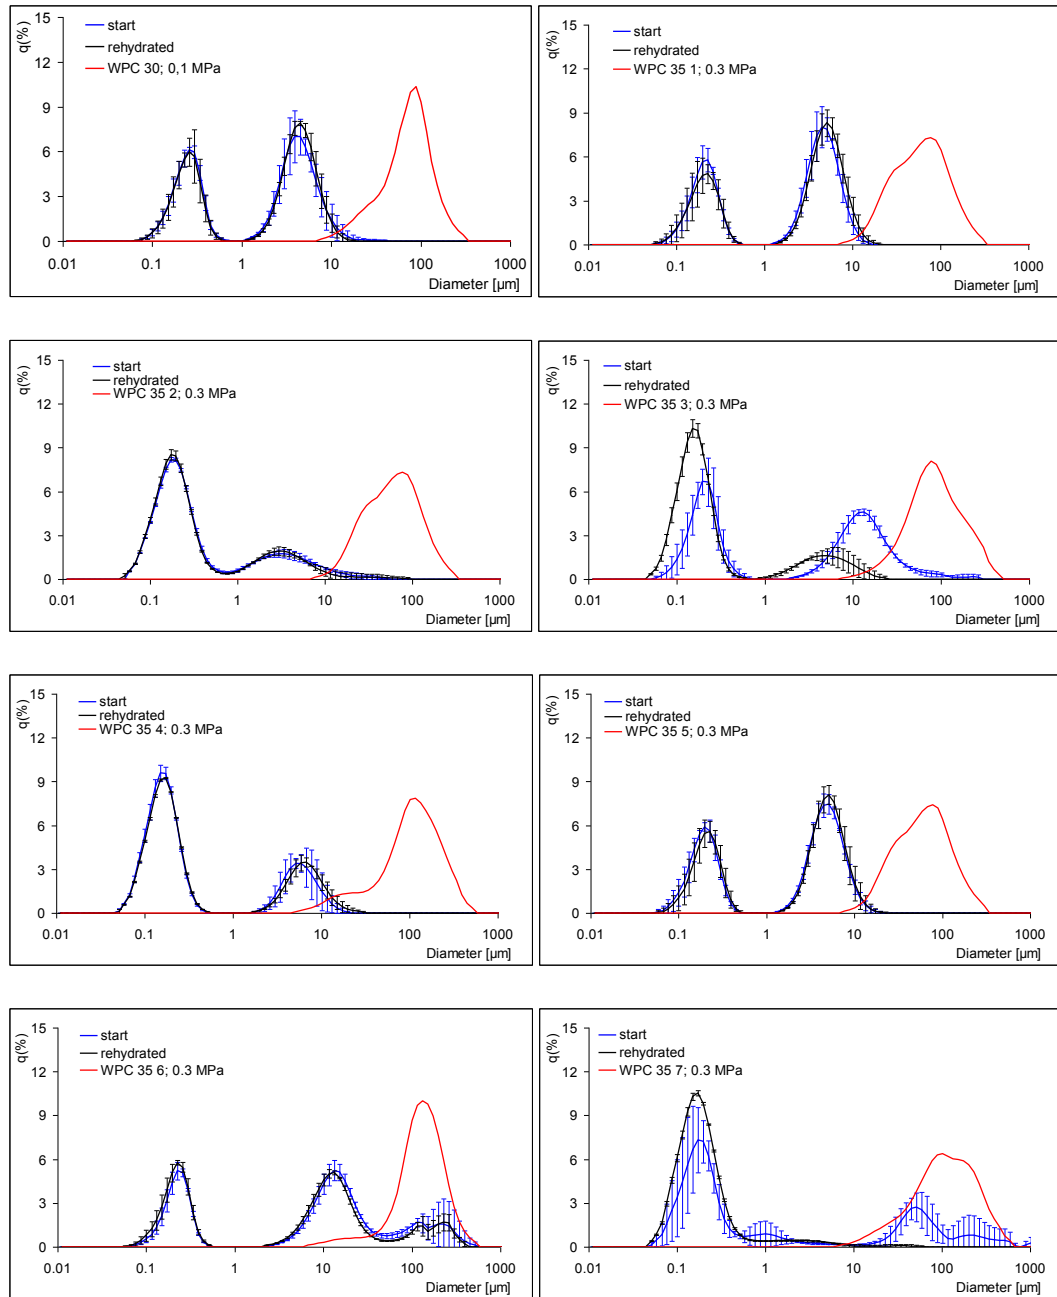 q(%)
15
12
9
6
3
0
start
rehydrated
WPC 30; 0,1 MPa
0.01 0.1 1 10 100 1000
Diameter [µm]
q(%)
15
12
9
6
3
0
start
rehydrated
WPC 35 1; 0.3 MPa
0.01 0.1 1 10 100 1000
Diameter [µm]
q(%)
15
12
9
6
3
0
start
rehydrated
WPC 35 2; 0.3 MPa
0.01 0.1 1 10 100 1000
Diameter [µm]
q(%)
15
12
9
6
3
0
start
rehydrated
WPC 35 3; 0.3 MPa
0.01 0.1 1 10 100 1000
Diameter [µm]
q(%)
15
12
9
6
3
0
start
rehydrated
WPC 35 4; 0.3 MPa
0.01 0.1 1 10 100 1000
Diameter [µm]
q(%)
15
12
9
6
3
0
start
rehydrated
WPC 35 5; 0.3 MPa
0.01 0.1 1 10 100 1000
Diameter [µm]
q(%)
15
12
9
6
3
0
start
rehydrated
WPC 35 6; 0.3 MPa
0.01 0.1 1 10 100 1000
Diameter [µm]
q(%)
15
12
9
6
3
0
start
rehydrated
WPC 35 7; 0.3 MPa
0.01 0.1 1 10 100 1000
Diameter [µm]